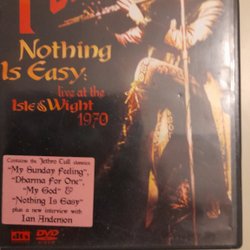 Nothing
Is Easy:
live at the
Isle of Wight
1970
Contains the Jethro Tull classics
"My Sunday Feeling",
"Dharma for One",
"My God" &
"Nothing Is Easy"
plus a new interview with
Ian Anderson
dts
DVD